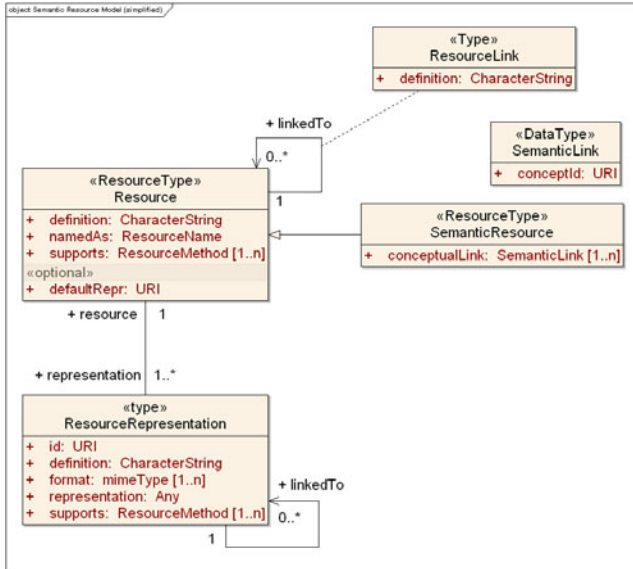 object Semantic Resource Model (simplified)
«Type»
ResourceLink
+ definition: CharacterString
+ linkedTo
0..*
1
«DataType»
SemanticLink
+ conceptId: URI
«ResourceType»
Resource
+ definition: CharacterString
+ namedAs: ResourceName
+ supports: ResourceMethod [1..n]
«optional»
+ defaultRepr: URI
«ResourceType»
SemanticResource
+ conceptualLink: SemanticLink [1..n]
+ resource 1
+ representation 1..*
«type»
ResourceRepresentation
+ id: URI
+ definition: CharacterString
+ format: mimeType [1..n]
+ representation: Any
+ supports: ResourceMethod [1..n]
+ linkedTo
0..*
1